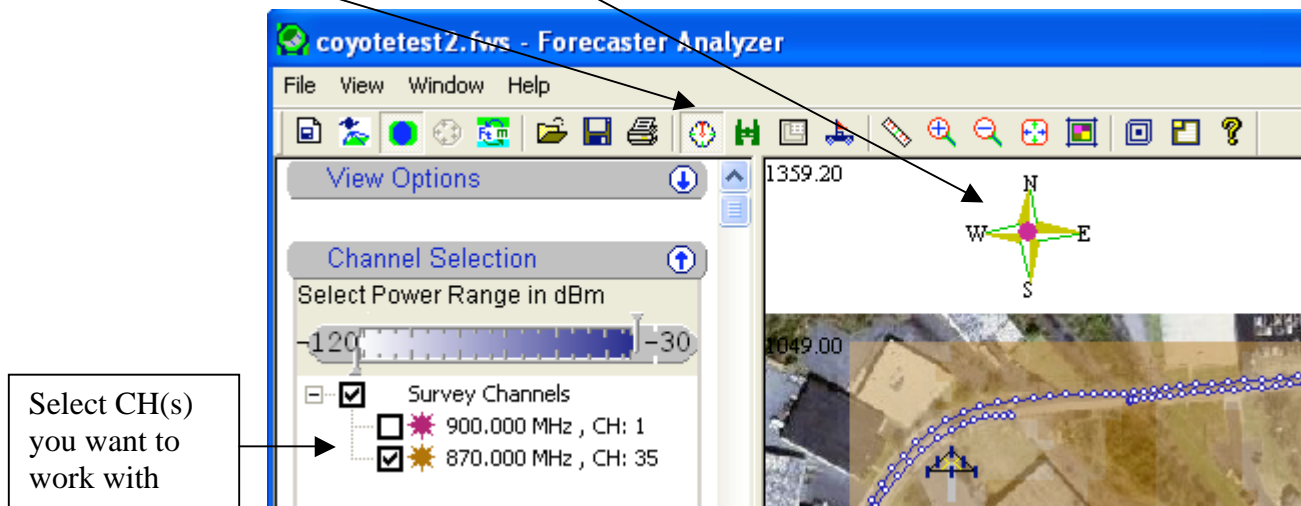 coyotetest2.fws - Forecaster Analyzer
File View Window Help
Ft m
View Options
1359.20
N
W E
S
Channel Selection
Select Power Range in dBm
-120 -30
1049.00
Survey Channels
900.000 MHz , CH: 1
870.000 MHz , CH: 35
Select CH(s)
you want to
work with